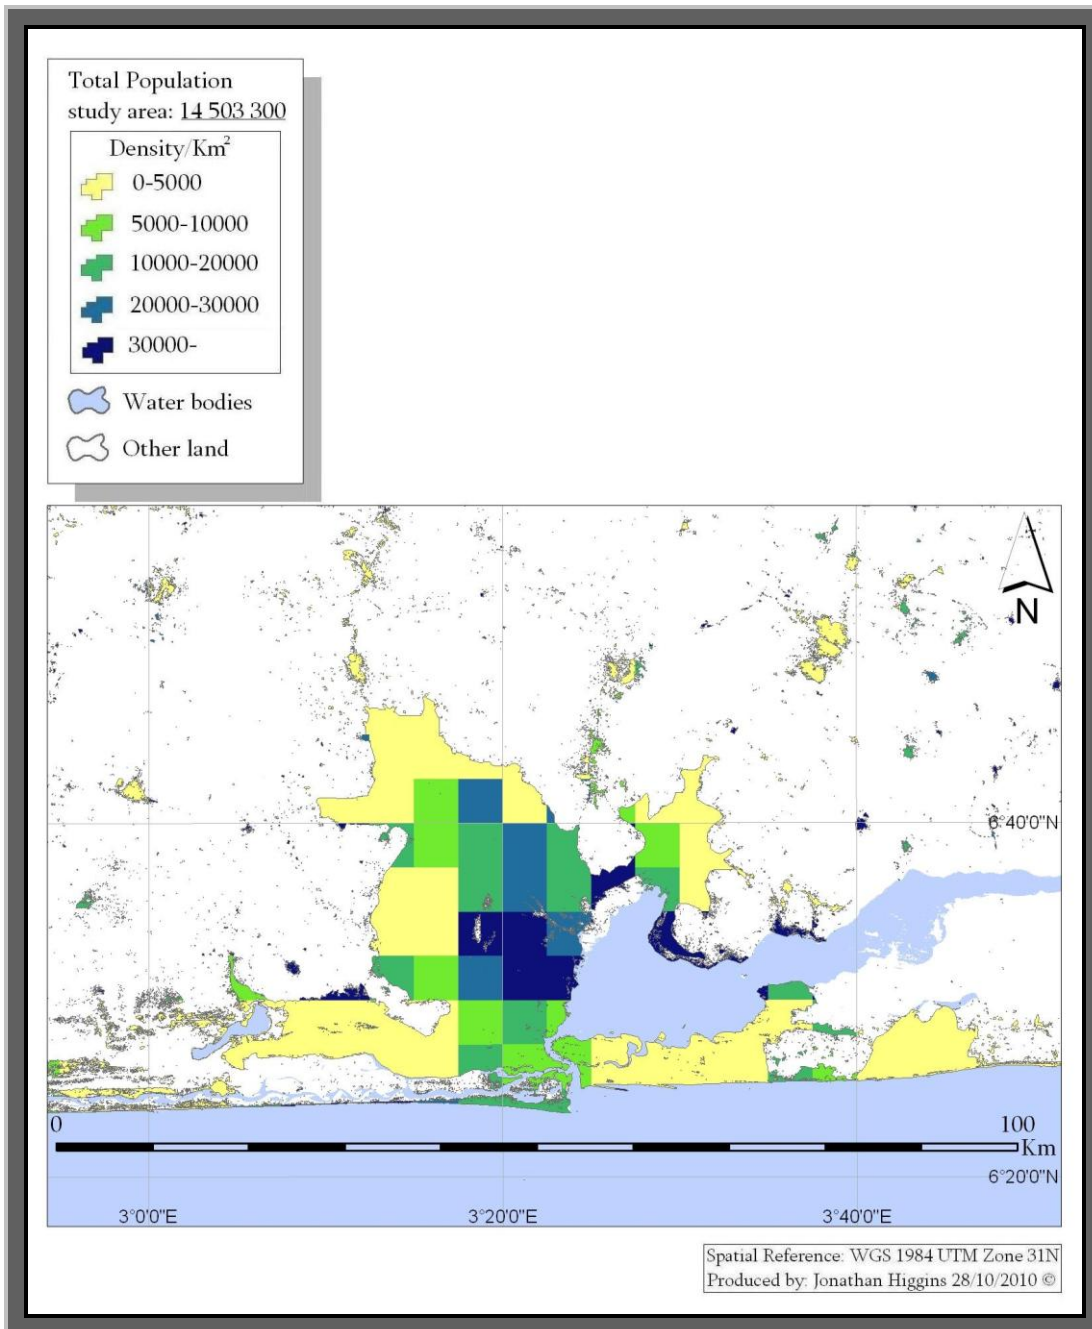 Total Population
study area: 14 503 300
Density/Km²
0-5000
5000-10000
10000-20000
20000-30000
30000-
Water bodies
Other land
N
6°40'0"N
0
100
Km
6°20'0"N
3°0'0"E
3°20'0"E
3°40'0"E
Spatial Reference: WGS 1984 UTM Zone 31N
Produced by: Jonathan Higgins 28/10/2010 ©